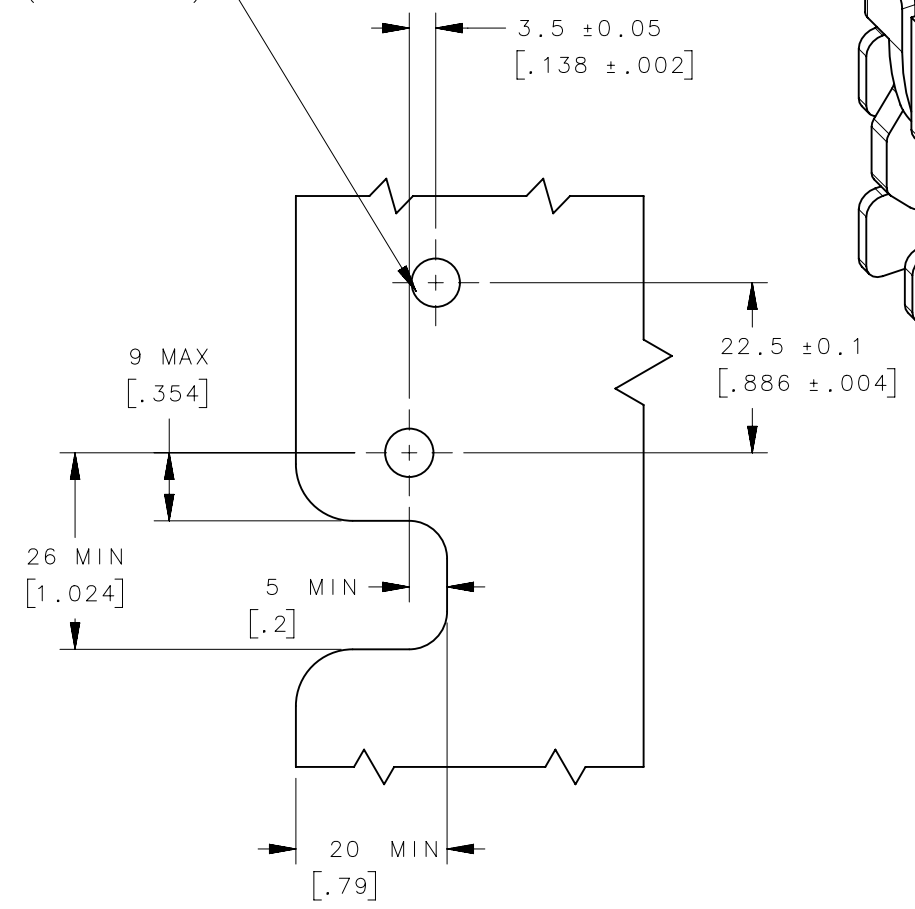 3.5 ±0.05
[.138 ±.002]
9 MAX
[.354]
22.5 ±0.1
[.886 ±.004]
26 MIN
[1.024]
5 MIN
[.2]
20 MIN
[.79]